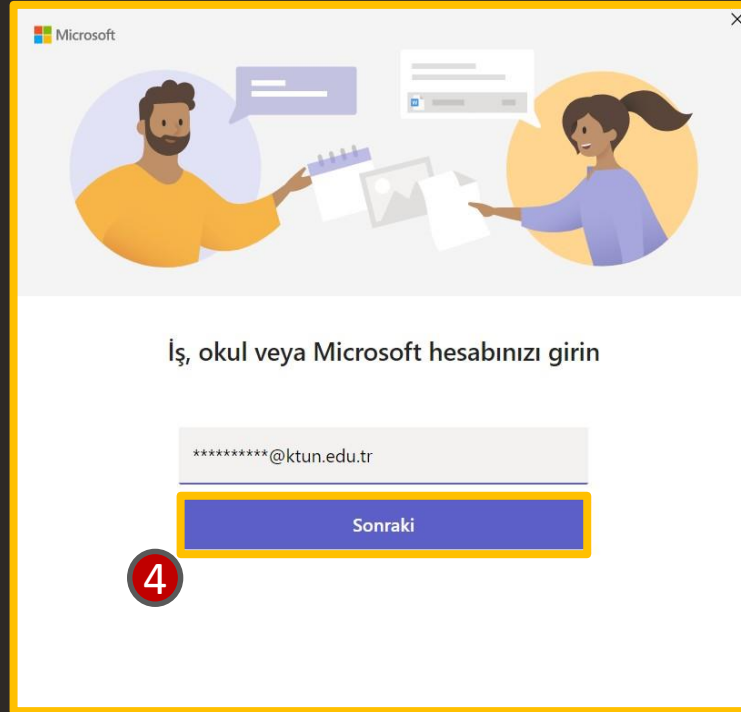 Microsoft
İş, okul veya Microsoft hesabınızı girin
**********@ktun.edu.tr
Sonraki
4